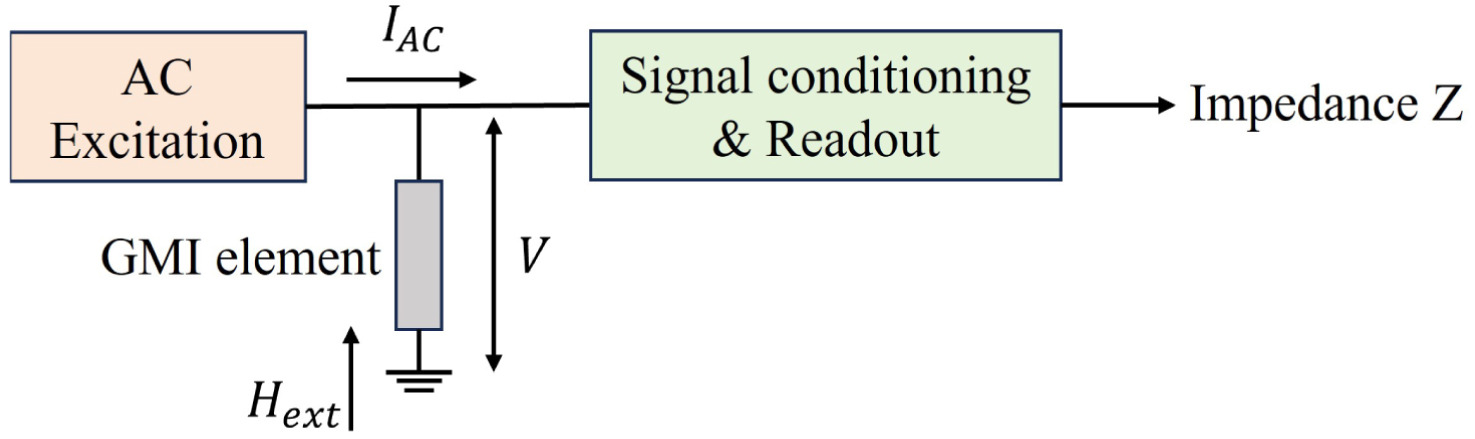 I_AC
AC
Excitation
Signal conditioning
& Readout
Impedance Z
GMI element
V
H_ext